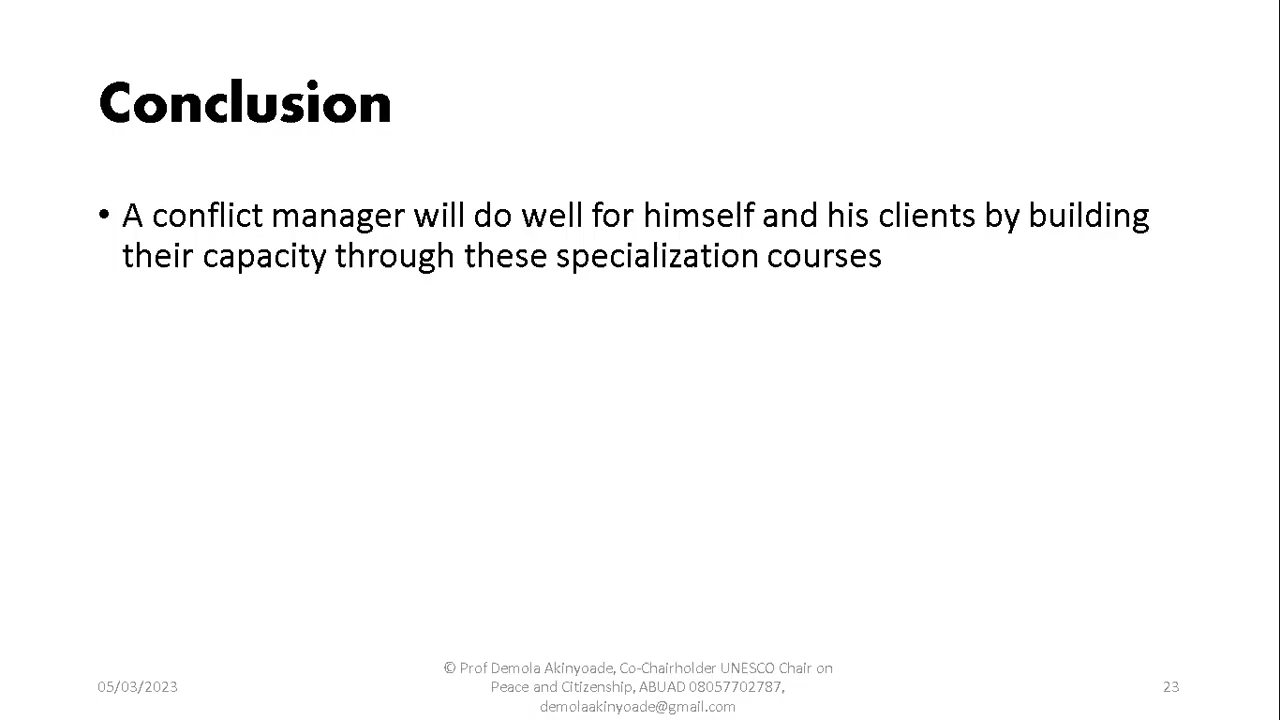 Conclusion
• A conflict manager will do well for himself and his clients by building
their capacity through these specialization courses
05/03/2023
© Prof Demola Akinyoade, Co-Chairholder UNESCO Chair on
Peace and Citizenship, ABUAD 08057702787,
demolaakinyoade@gmail.com
23